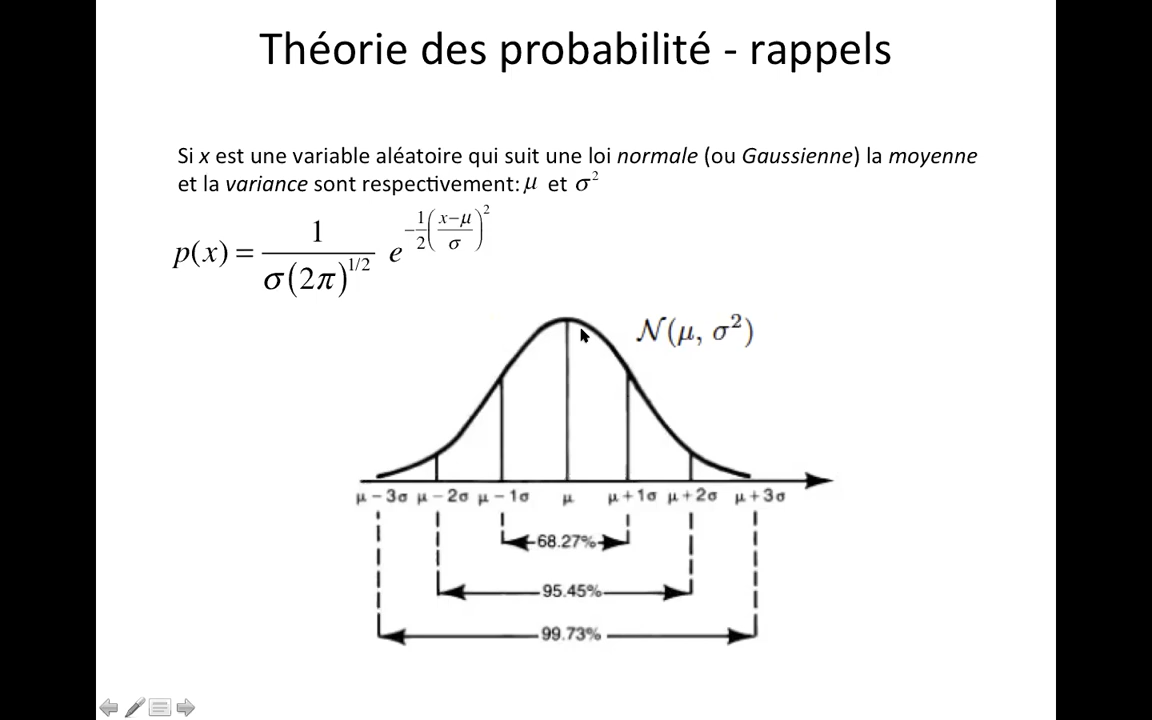 Théorie des probabilité - rappels
Si x est une variable aléatoire qui suit une loi normale (ou Gaussienne) la moyenne
et la variance sont respectivement: μ et σ²
p(x) = 1 / σ(2π)^1/2 e^-1/2((x-μ)/σ)^2
N(μ, σ²)
μ − 3σ μ − 2σ μ − 1σ μ μ + 1σ μ + 2σ μ + 3σ
68.27%
95.45%
99.73%